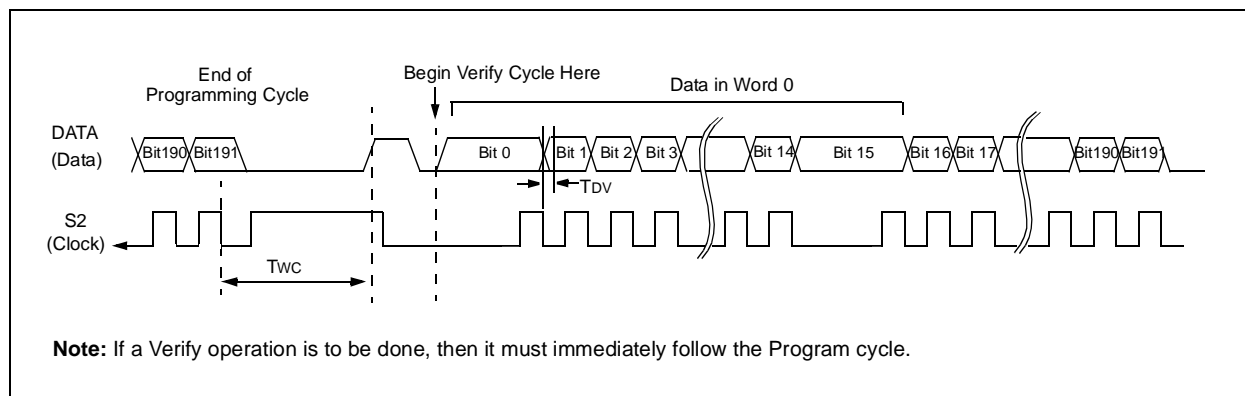 End of
Programming Cycle
Begin Verify Cycle Here
Data in Word 0
DATA
(Data)
Bit190 Bit191 Bit 0 Bit 1 Bit 2 Bit 3 Bit 14 Bit 15 Bit 16 Bit 17 Bit190 Bit191
TDV
S2
(Clock)
TWC
Note: If a Verify operation is to be done, then it must immediately follow the Program cycle.